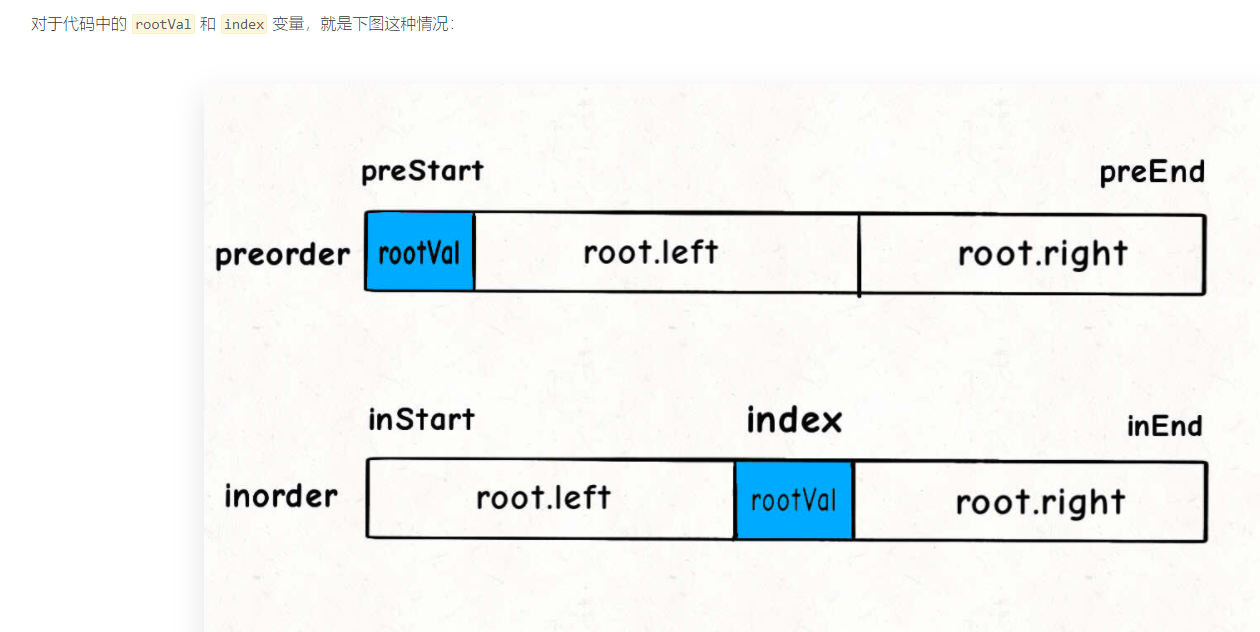 对于代码中的 rootVal 和 index 变量，就是下图这种情况：
preStart preEnd
preorder rootVal root.left root.right
inStart index inEnd
inorder root.left rootVal root.right